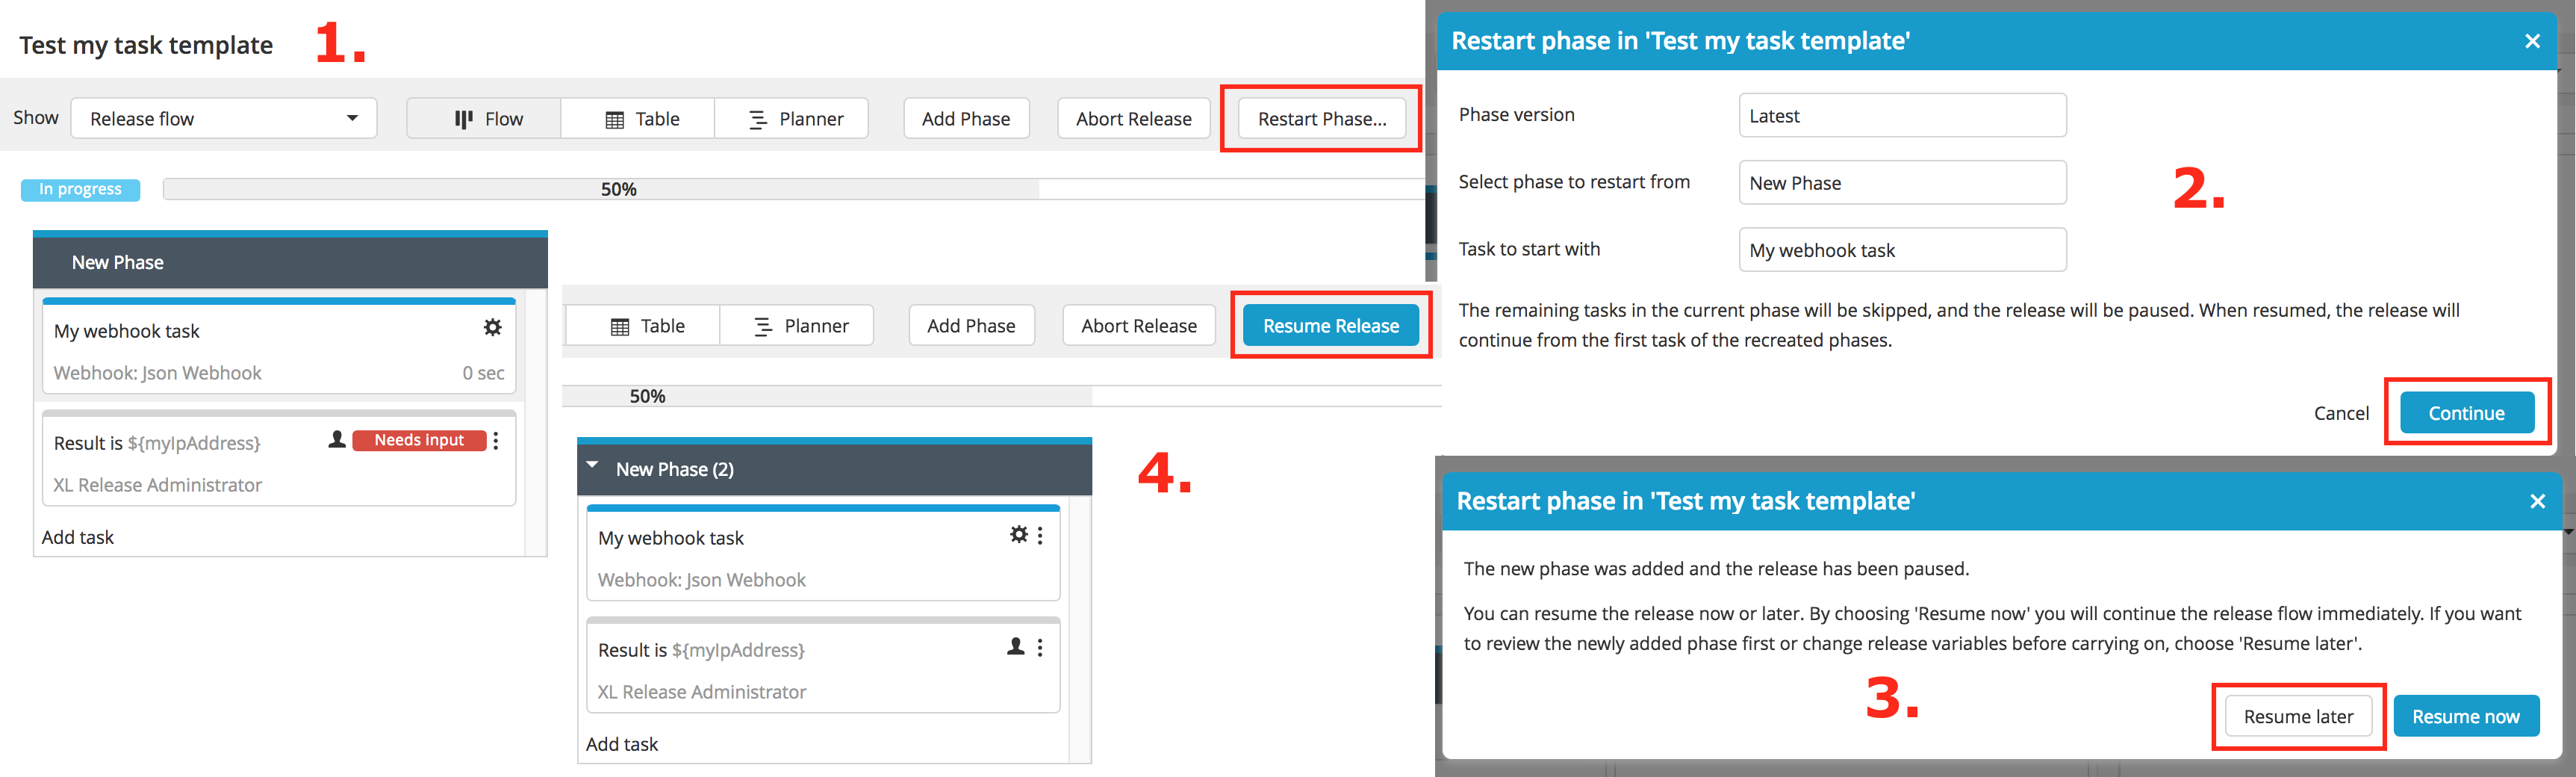 Test my task template
1.
Show
Release flow
Flow
Table
Planner
Add Phase
Abort Release
Restart Phase...
In progress
50%
New Phase
My webhook task
Webhook: Json Webhook
0 sec
Result is ${myIpAddress}
Needs input
XL Release Administrator
Add task
Restart phase in 'Test my task template'
Phase version
Latest
Select phase to restart from
New Phase
2.
Task to start with
My webhook task
The remaining tasks in the current phase will be skipped, and the release will be paused. When resumed, the release will
continue from the first task of the recreated phases.
Cancel
Continue
Restart phase in 'Test my task template'
The new phase was added and the release has been paused.
You can resume the release now or later. By choosing 'Resume now' you will continue the release flow immediately. If you want
to review the newly added phase first or change release variables before carrying on, choose 'Resume later'.
3.
Resume later
Resume now
Table
Planner
Add Phase
Abort Release
Resume Release
50%
4.
New Phase (2)
My webhook task
Webhook: Json Webhook
Result is ${myIpAddress}
XL Release Administrator
Add task